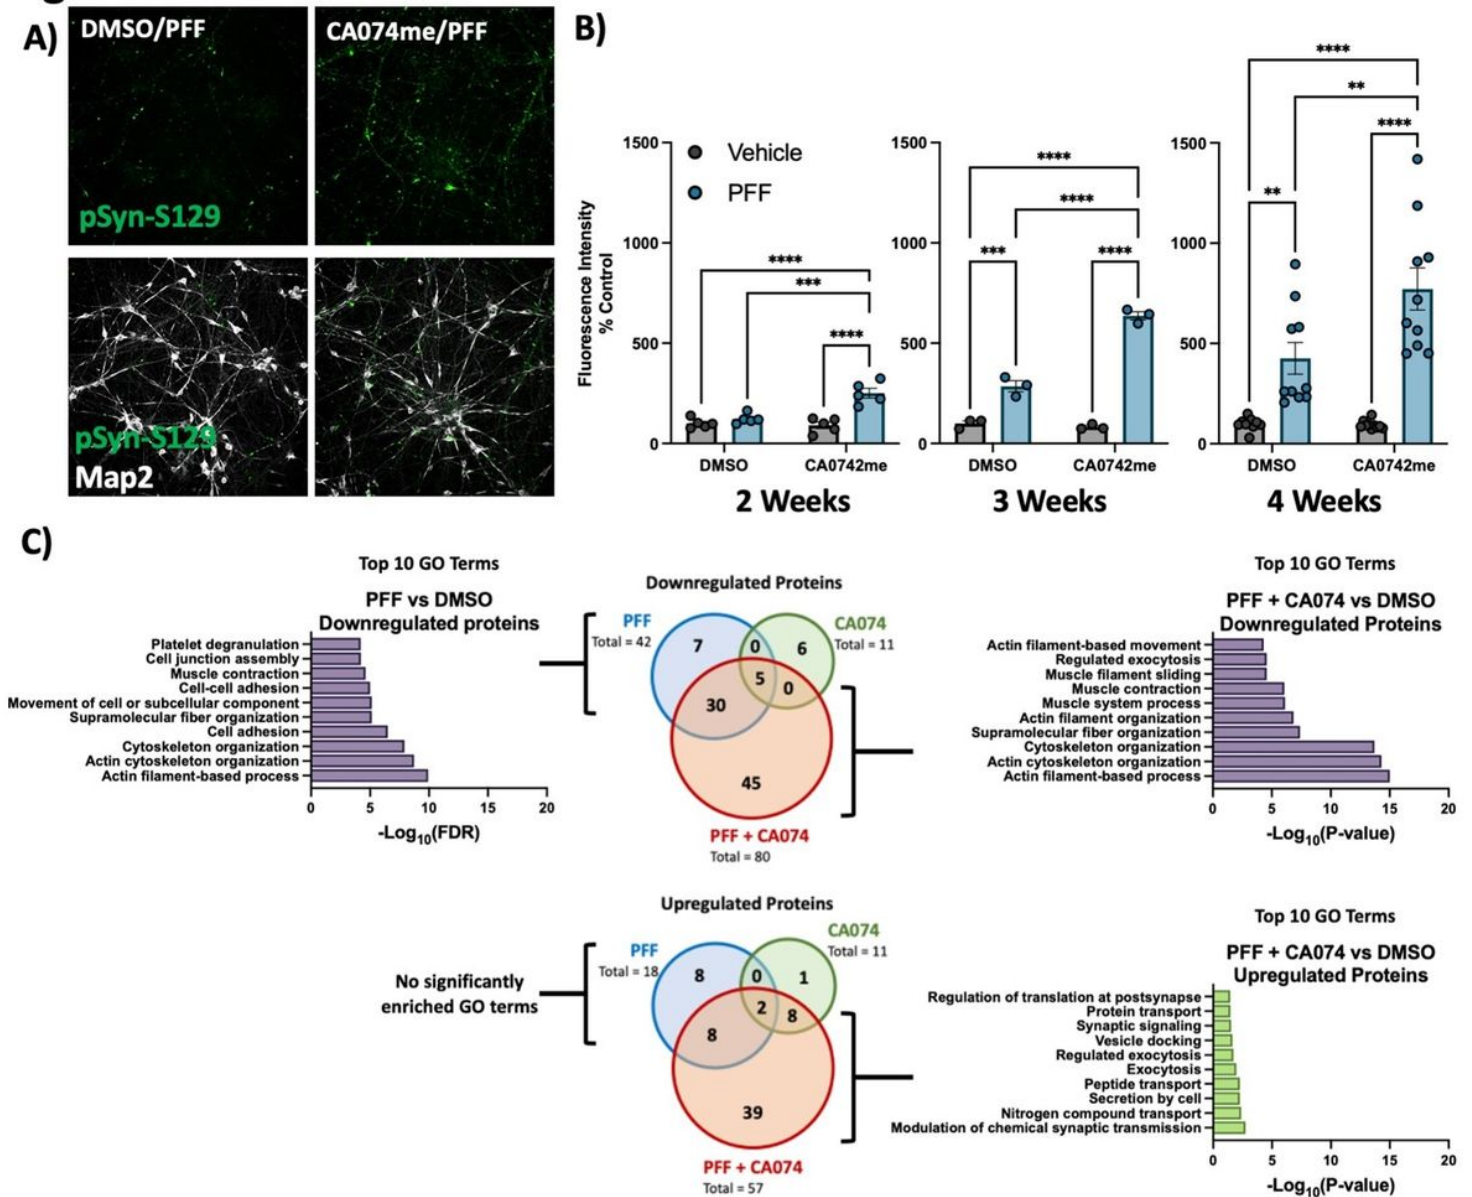 A)
DMSO/PFF
CA074me/PFF
pSyn-S129
pSyn-S129
Map2
B)
Fluorescence Intensity
% Control
1500
1000
500
0
Vehicle
PFF
****
***
****
DMSO
CA0742me
2 Weeks
1500
1000
500
0
****
****
***
****
DMSO
CA0742me
3 Weeks
1500
1000
500
0
****
**
****
**
DMSO
CA0742me
4 Weeks
C)
Top 10 GO Terms
PFF vs DMSO
Downregulated proteins
Platelet degranulation
Cell junction assembly
Muscle contraction
Cell-cell adhesion
Movement of cell or subcellular component
Supramolecular fiber organization
Cell adhesion
Cytoskeleton organization
Actin cytoskeleton organization
Actin filament-based process
0 5 10 15 20
-Log10(FDR)
Downregulated Proteins
PFF
Total = 42
CA074
Total = 11
7
0
6
5
0
30
45
PFF + CA074
Total = 80
Top 10 GO Terms
PFF + CA074 vs DMSO
Downregulated Proteins
Actin filament-based movement
Regulated exocytosis
Muscle filament sliding
Muscle contraction
Muscle system process
Actin filament organization
Supramolecular fiber organization
Cytoskeleton organization
Actin cytoskeleton organization
Actin filament-based process
0 5 10 15 20
-Log10(P-value)
No significantly
enriched GO terms
Upregulated Proteins
PFF
Total = 18
CA074
Total = 11
8
0
1
2
8
8
39
PFF + CA074
Total = 57
Top 10 GO Terms
PFF + CA074 vs DMSO
Upregulated Proteins
Regulation of translation at postsynapse
Protein transport
Synaptic signaling
Vesicle docking
Regulated exocytosis
Exocytosis
Peptide transport
Secretion by cell
Nitrogen compound transport
Modulation of chemical synaptic transmission
0 5 10 15 20
-Log10(P-value)